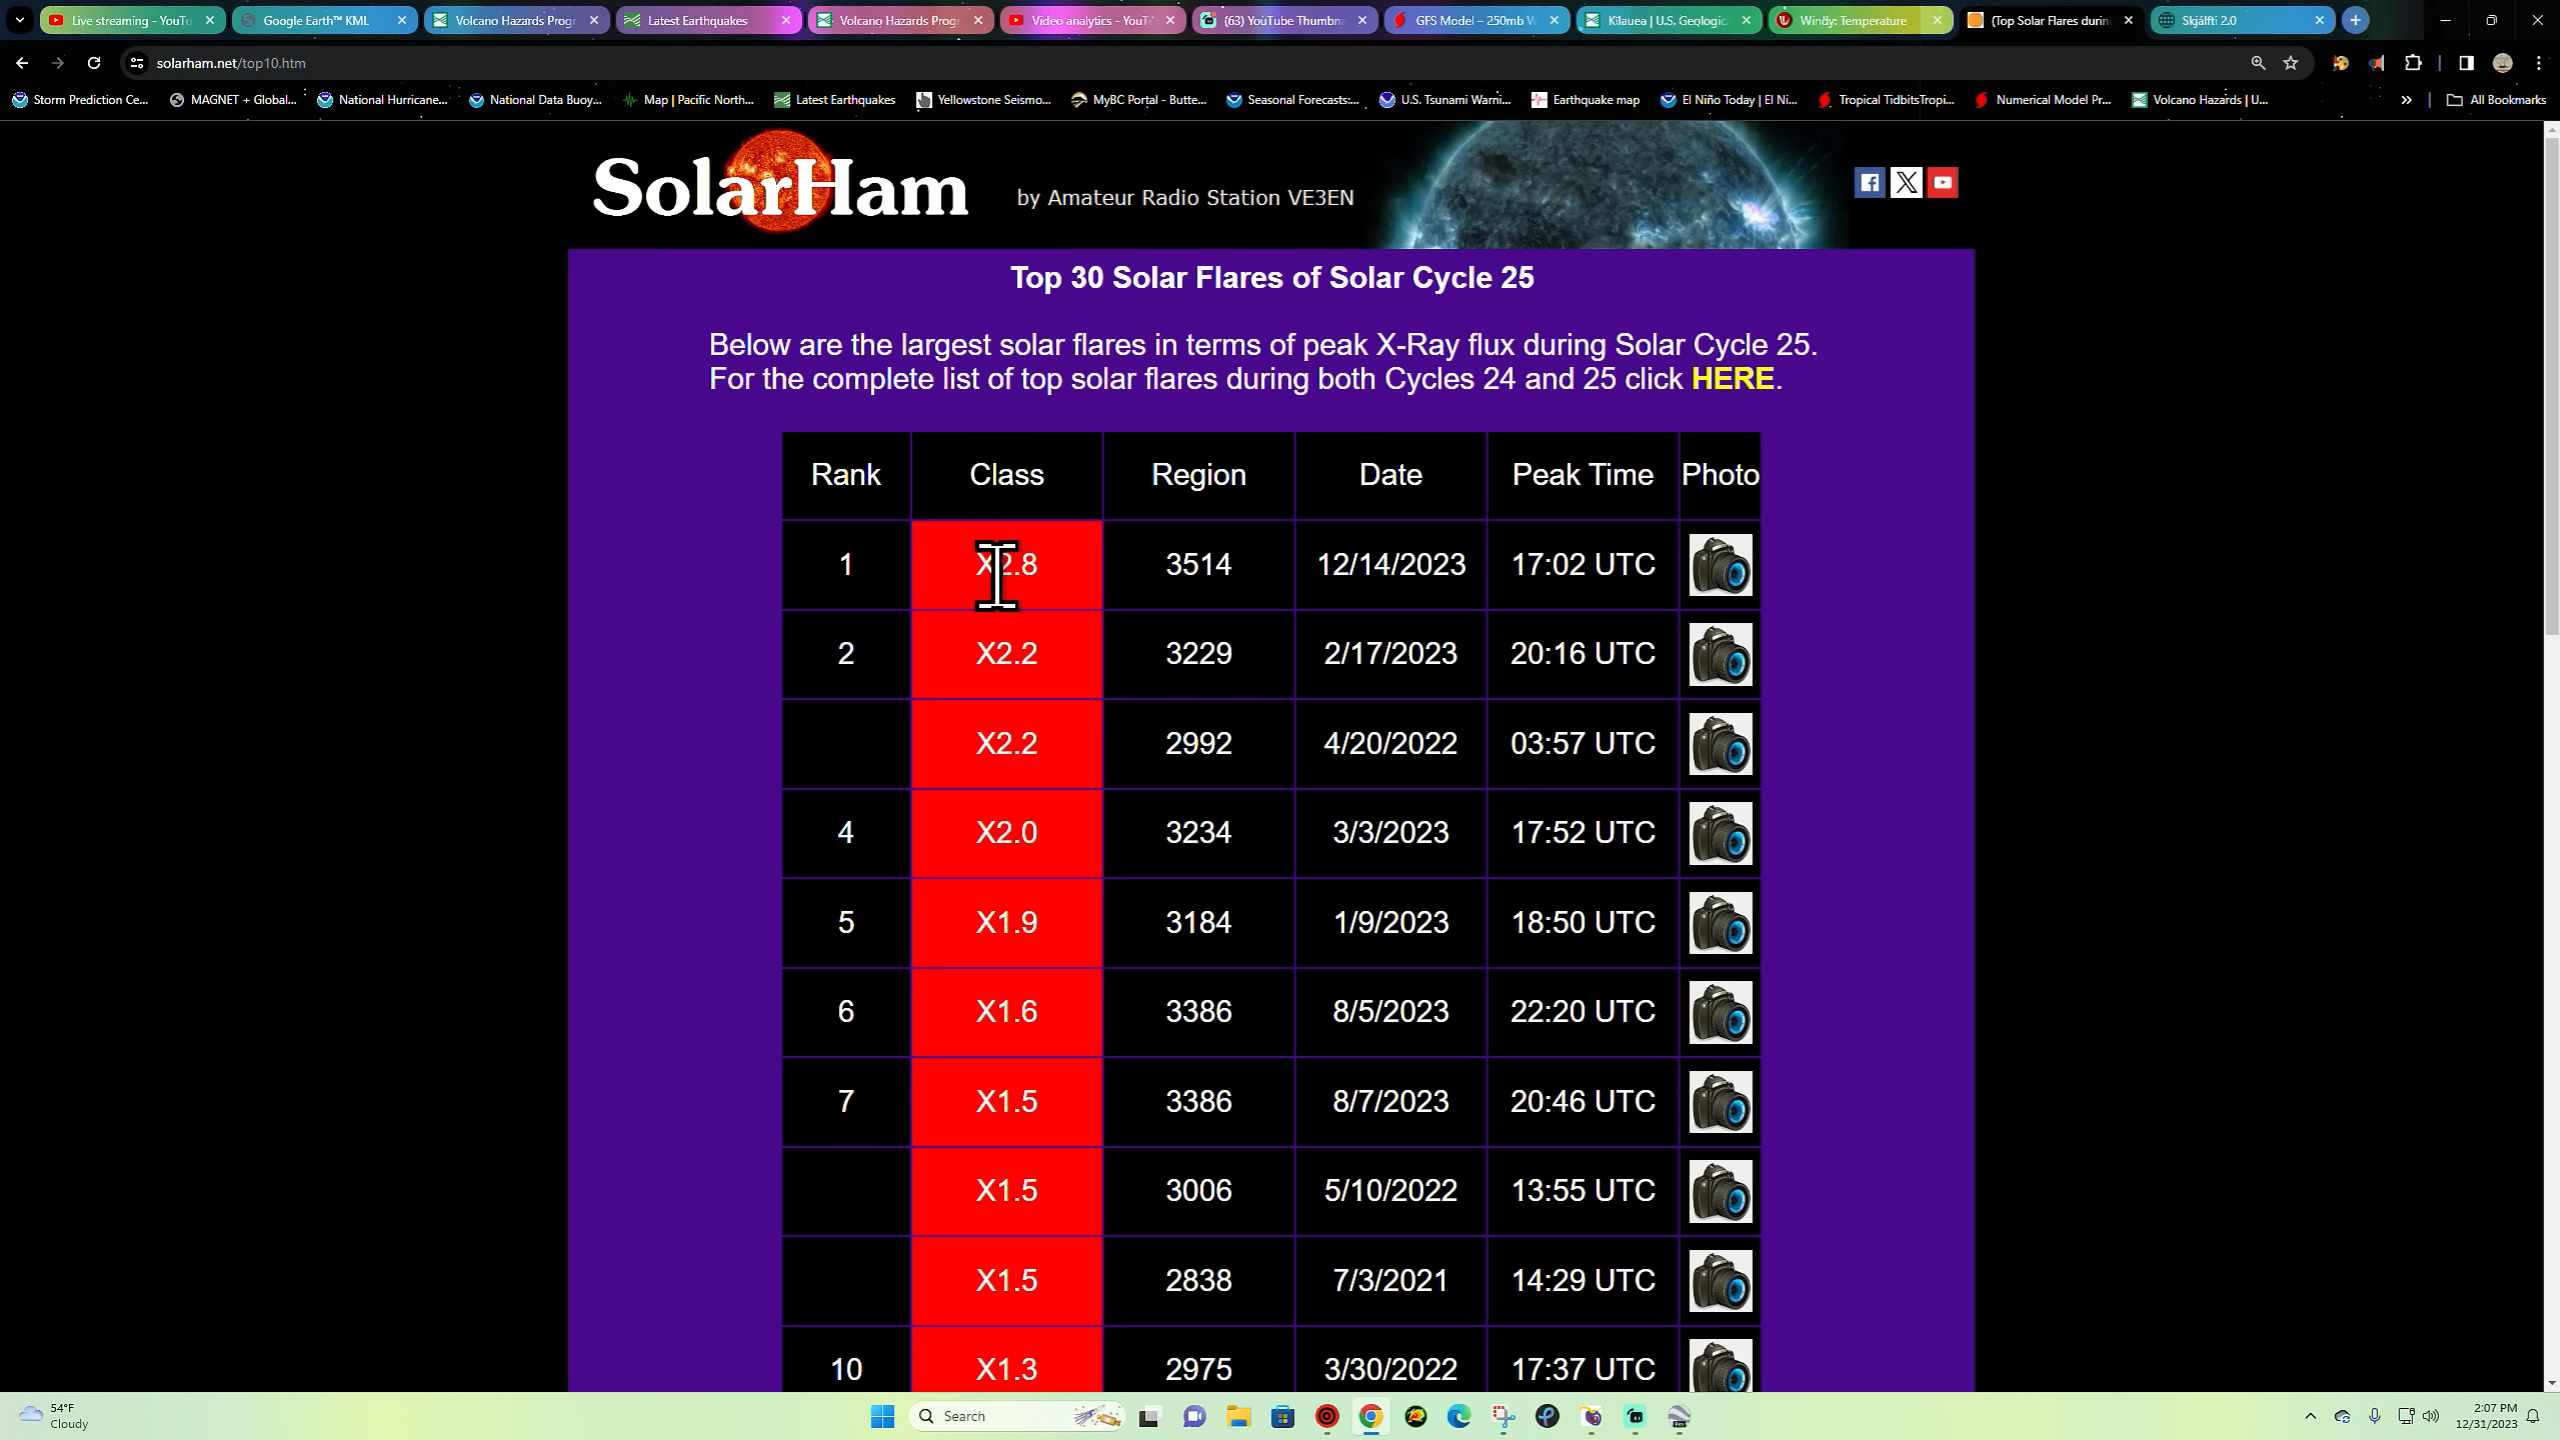 Live streaming - YouTu
Google Earth™ KML
Volcano Hazards Progr
Latest Earthquakes
Volcano Hazards Progr
Video analytics - YouT
(63) YouTube Thumbna
GFS Model – 250mb W
Kīlauea | U.S. Geologic
Windy: Temperature
(Top Solar Flares durin
Skjálfti 2.0
solarham.net/top10.htm
Storm Prediction Ce...
MAGNET + Global...
National Hurricane...
National Data Buoy...
Map | Pacific North...
Latest Earthquakes
Yellowstone Seismo...
MyBC Portal - Butte...
Seasonal Forecasts:...
U.S. Tsunami Warni...
Earthquake map
El Niño Today | El Ni...
Tropical TidbitsTropi...
Numerical Model Pr...
Volcano Hazards | U...
All Bookmarks
SolarHam
by Amateur Radio Station VE3EN
Top 30 Solar Flares of Solar Cycle 25
Below are the largest solar flares in terms of peak X-Ray flux during Solar Cycle 25.
For the complete list of top solar flares during both Cycles 24 and 25 click HERE.
Rank Class Region Date Peak Time Photo
1 X2.8 3514 12/14/2023 17:02 UTC
2 X2.2 3229 2/17/2023 20:16 UTC
X2.2 2992 4/20/2022 03:57 UTC
4 X2.0 3234 3/3/2023 17:52 UTC
5 X1.9 3184 1/9/2023 18:50 UTC
6 X1.6 3386 8/5/2023 22:20 UTC
7 X1.5 3386 8/7/2023 20:46 UTC
X1.5 3006 5/10/2022 13:55 UTC
X1.5 2838 7/3/2021 14:29 UTC
10 X1.3 2975 3/30/2022 17:37 UTC
54°F
Cloudy
Search
2:07 PM
12/31/2023